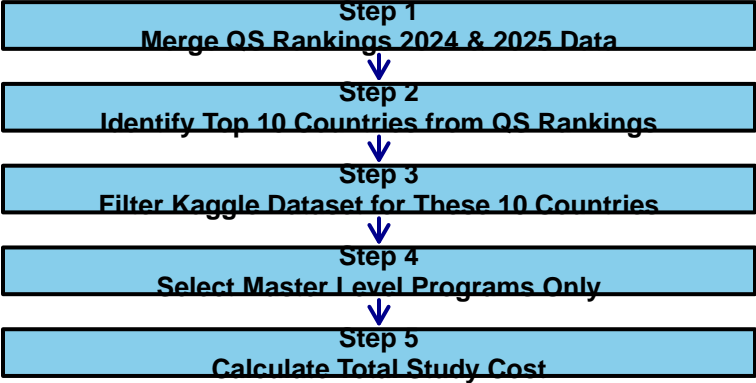 Step 1
Merge QS Rankings 2024 & 2025 Data
Step 2
Identify Top 10 Countries from QS Rankings
Step 3
Filter Kaggle Dataset for These 10 Countries
Step 4
Select Master Level Programs Only
Step 5
Calculate Total Study Cost